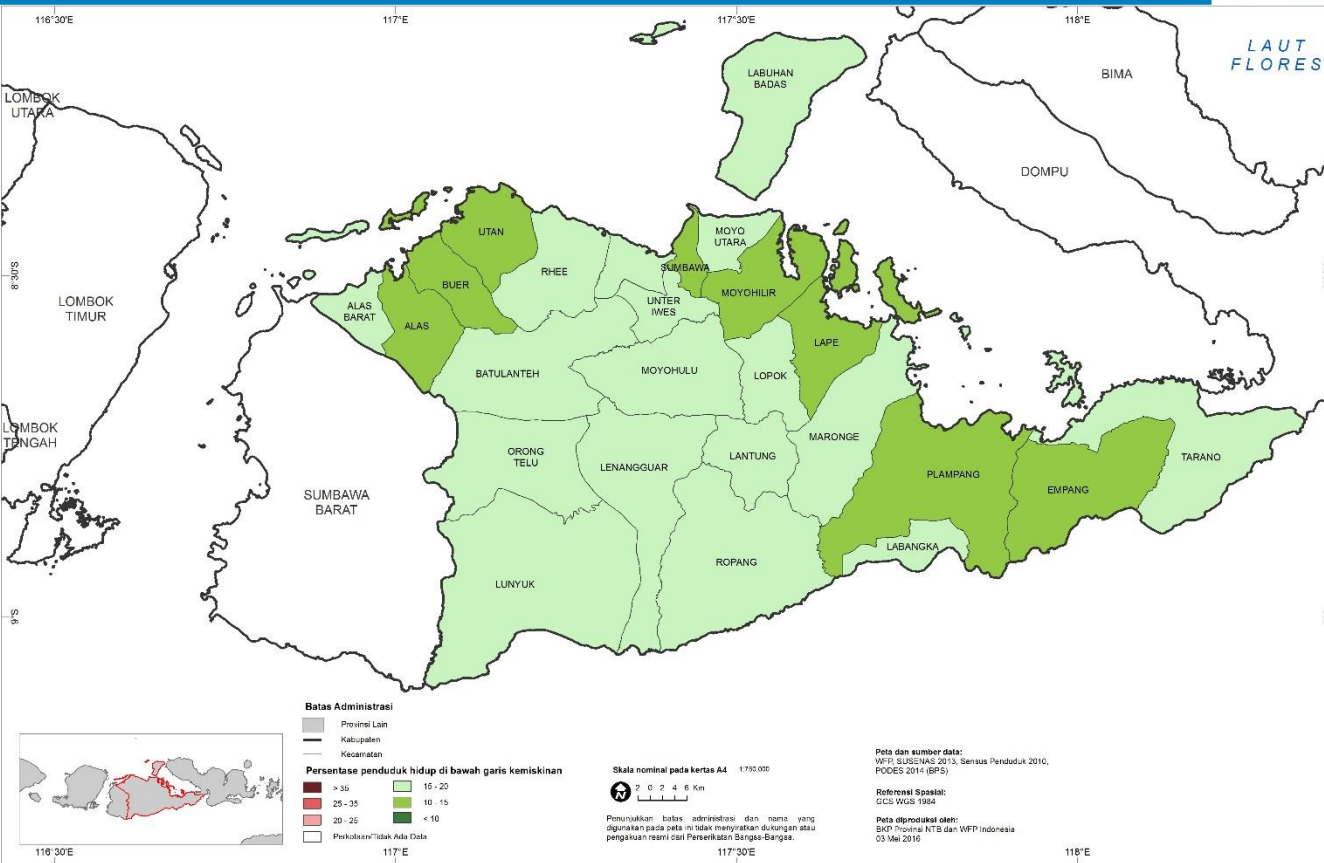 116°30'E
117°E
117°30'E
118°E
LAUT
FLORES
LABUHAN
BADAS
BIMA
LOMBOK
UTARA
DOMPU
UTAN
MOYO
UTARA
8°30'S
RHEE
SUMBAWA
BUER
MOYOHILIR
LOMBOK
TIMUR
ALAS
BARAT
UNTER
IWES
ALAS
LAPE
BATULANTEH
MOYOHULU
LOPOK
LOMBOK
TENGAH
MARONGE
ORONG
TELU
LENANGGUAR
LANTUNG
TARANO
PLAMPANG
EMPANG
SUMBAWA
BARAT
LABANGKA
ROPANG
LUNYUK
9°S
Batas Administrasi
Provinsi Lain
Kabupaten
Kecamatan
Persentase penduduk hidup di bawah garis kemiskinan
> 35
25 - 35
20 - 25
15 - 20
10 - 15
< 10
Perkotaan/Tidak Ada Data
Skala nominal pada kertas A4 1:750.000
N
2 0 2 4 6 Km
Penunjukkan batas administrasi dan nama yang
digunakan pada peta ini tidak menyiratkan dukungan atau
pengakuan resmi dari Perserikatan Bangsa-Bangsa.
Peta dan sumber data:
WFP, SUSENAS 2013, Sensus Penduduk 2010,
PODES 2014 (BPS)
Referensi Spasial:
GCS WGS 1984
Peta diproduksi oleh:
BKP Provinsi NTB dan WFP Indonesia
03 Mei 2016
116°30'E
117°E
117°30'E
118°E